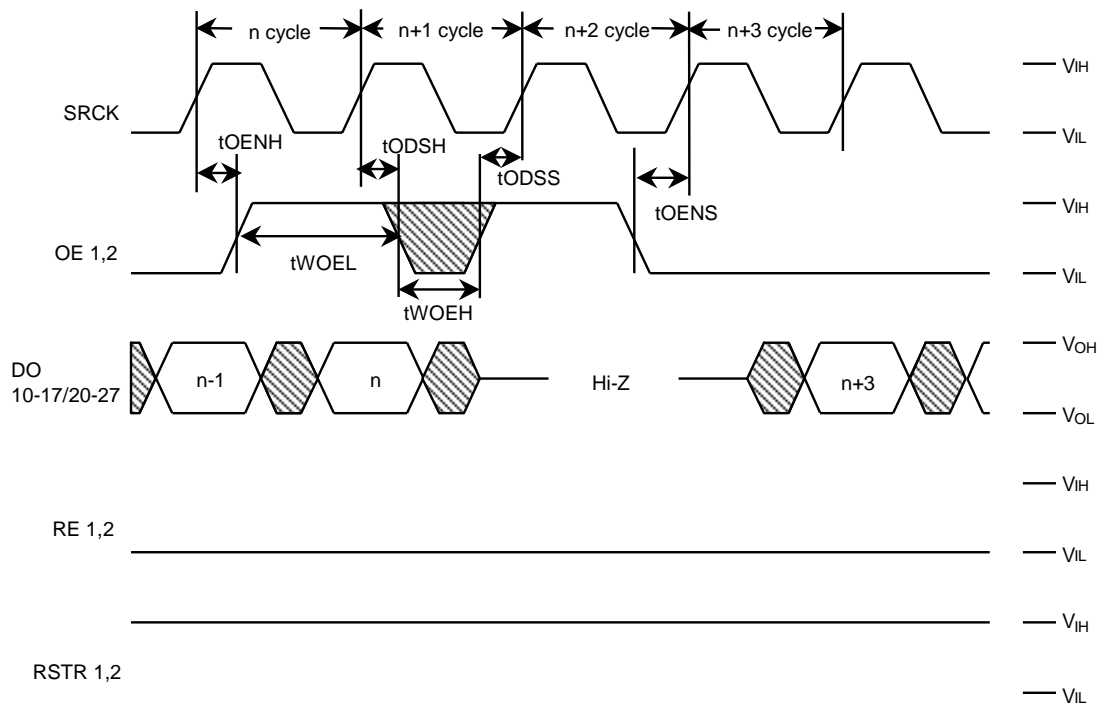 n cycle
n+1 cycle
n+2 cycle
n+3 cycle
VIH
SRCK
VIL
tOENH
tODSH
tODSS
tOENS
VIH
OE 1,2
tWOEL
VIL
tWOEH
VOH
DO
10-17/20-27
n-1
n
Hi-Z
n+3
VOL
VIH
RE 1,2
VIL
VIH
RSTR 1,2
VIL